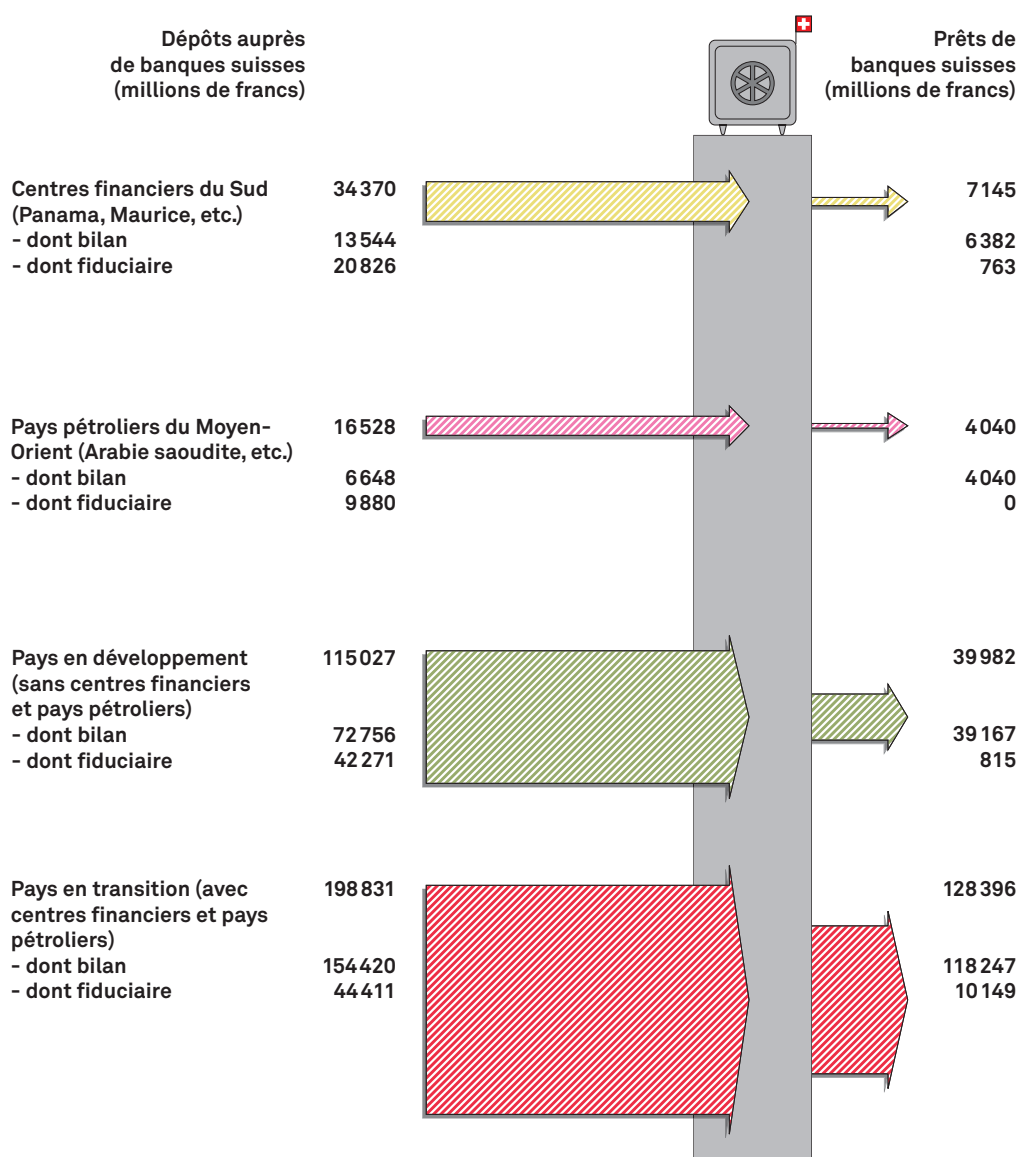 Dépôts auprès
de banques suisses
(millions de francs)
Prêts de
banques suisses
(millions de francs)
Centres financiers du Sud 34 370 7145
(Panama, Maurice, etc.)
- dont bilan 13 544 6 382
- dont fiduciaire 20 826 763
Pays pétroliers du Moyen- 16 528 4 040
Orient (Arabie saoudite, etc.)
- dont bilan 6 648 4 040
- dont fiduciaire 9 880 0
Pays en développement 115 027 39 982
(sans centres financiers
et pays pétroliers)
- dont bilan 72 756 39 167
- dont fiduciaire 42 271 815
Pays en transition (avec 198 831 128 396
centres financiers et pays
pétroliers)
- dont bilan 154 420 118 247
- dont fiduciaire 44 411 10 149